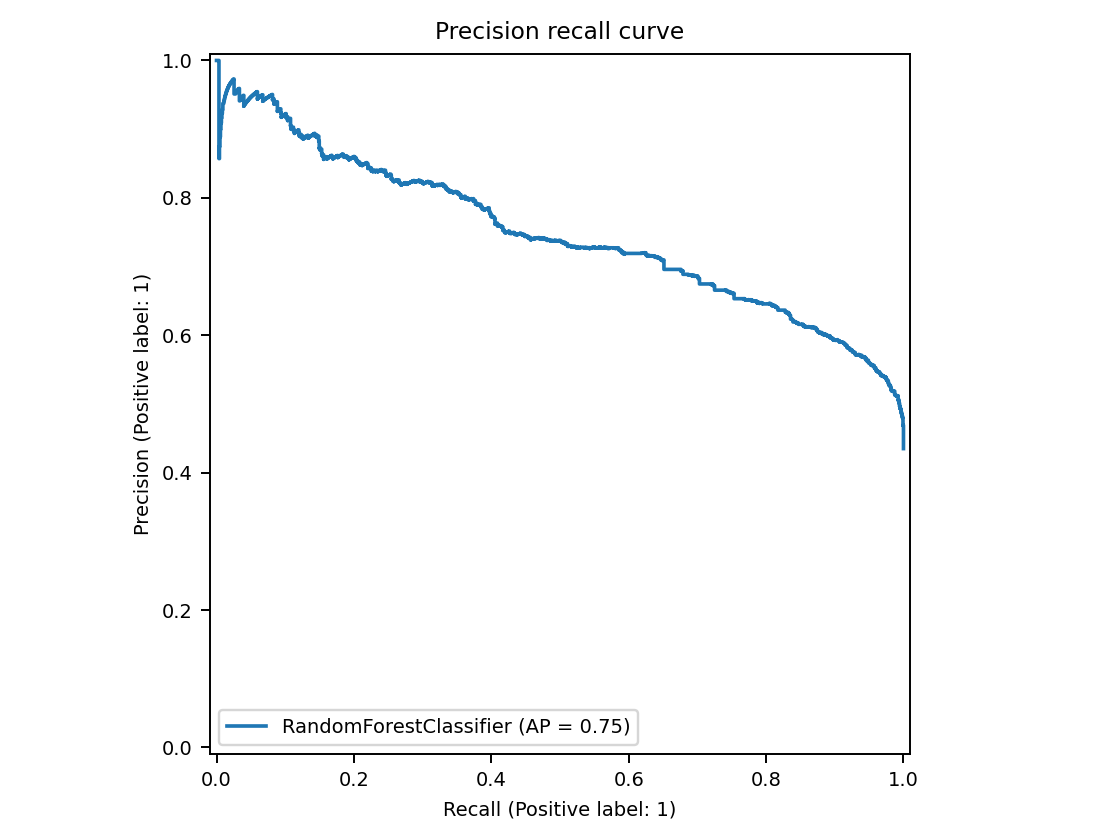 Precision recall curve
1.0
0.8
0.6
0.4
0.2
0.0
Precision (Positive label: 1)
RandomForestClassifier (AP = 0.75)
0.0 0.2 0.4 0.6 0.8 1.0
Recall (Positive label: 1)